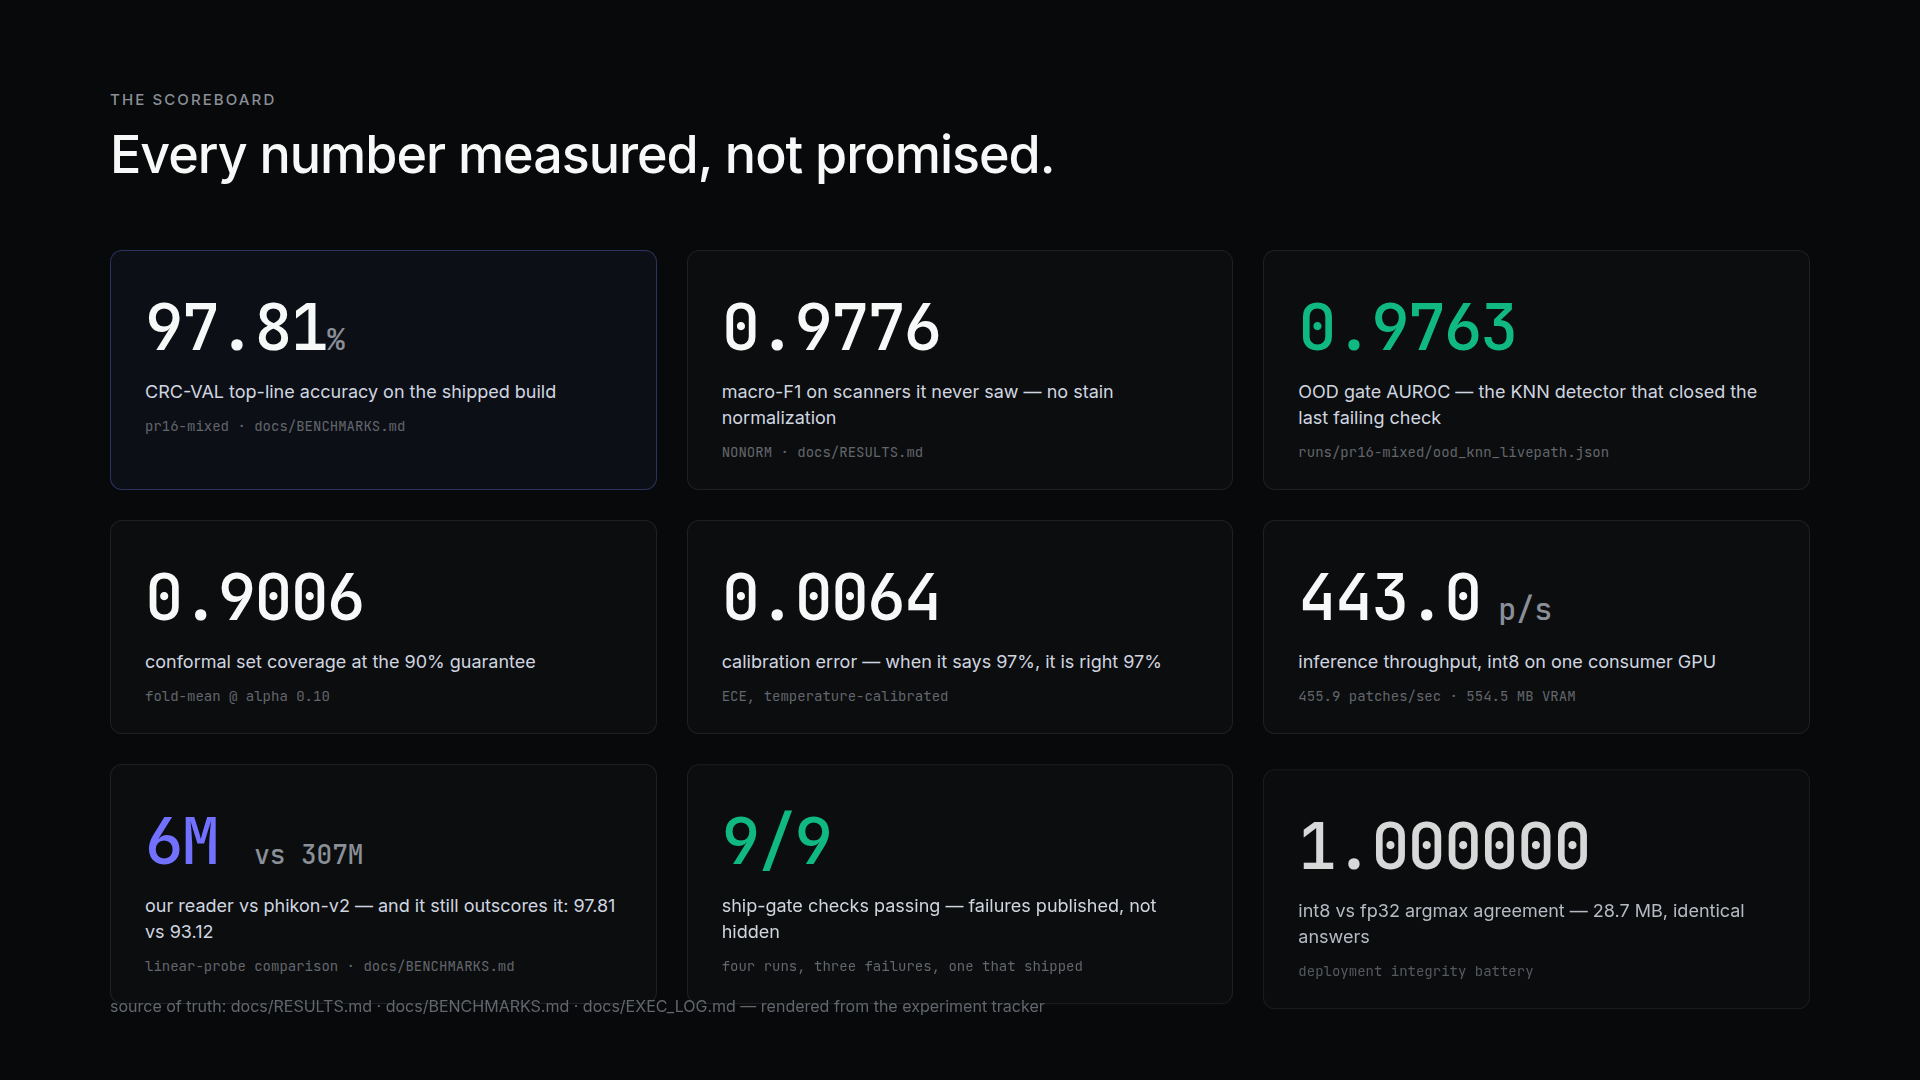 THE SCOREBOARD
Every number measured, not promised.
97.81%
CRC-VAL top-line accuracy on the shipped build
pr16-mixed · docs/BENCHMARKS.md
0.9776
macro-F1 on scanners it never saw — no stain
normalization
NONORM · docs/RESULTS.md
0.9763
OOD gate AUROC — the KNN detector that closed the
last failing check
runs/pr16-mixed/ood_knn_livepath.json
0.9006
conformal set coverage at the 90% guarantee
fold-mean @ alpha 0.10
0.0064
calibration error — when it says 97%, it is right 97%
ECE, temperature-calibrated
443.0 p/s
inference throughput, int8 on one consumer GPU
455.9 patches/sec · 554.5 MB VRAM
6M vs 307M
our reader vs phikon-v2 — and it still outscores it: 97.81
vs 93.12
linear-probe comparison · docs/BENCHMARKS.md
9/9
ship-gate checks passing — failures published, not
hidden
four runs, three failures, one that shipped
1.000000
int8 vs fp32 argmax agreement — 28.7 MB, identical
answers
deployment integrity battery
source of truth: docs/RESULTS.md · docs/BENCHMARKS.md · docs/EXEC_LOG.md — rendered from the experiment tracker